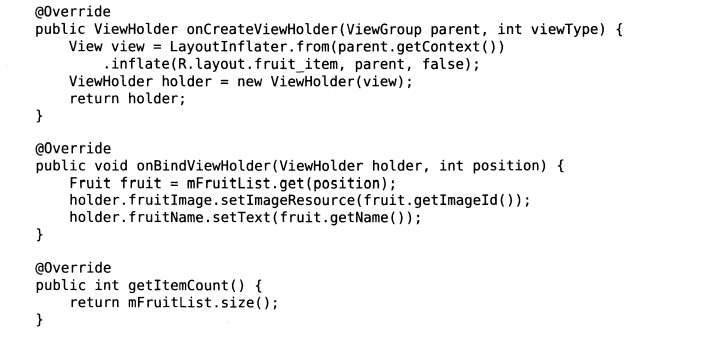 @Override
public ViewHolder onCreateViewHolder(ViewGroup parent, int viewType) {
    View view = LayoutInflater.from(parent.getContext())
        .inflate(R.layout.fruit_item, parent, false);
    ViewHolder holder = new ViewHolder(view);
    return holder;
}

@Override
public void onBindViewHolder(ViewHolder holder, int position) {
    Fruit fruit = mFruitList.get(position);
    holder.fruitImage.setImageResource(fruit.getImageId());
    holder.fruitName.setText(fruit.getName());
}

@Override
public int getItemCount() {
    return mFruitList.size();
}